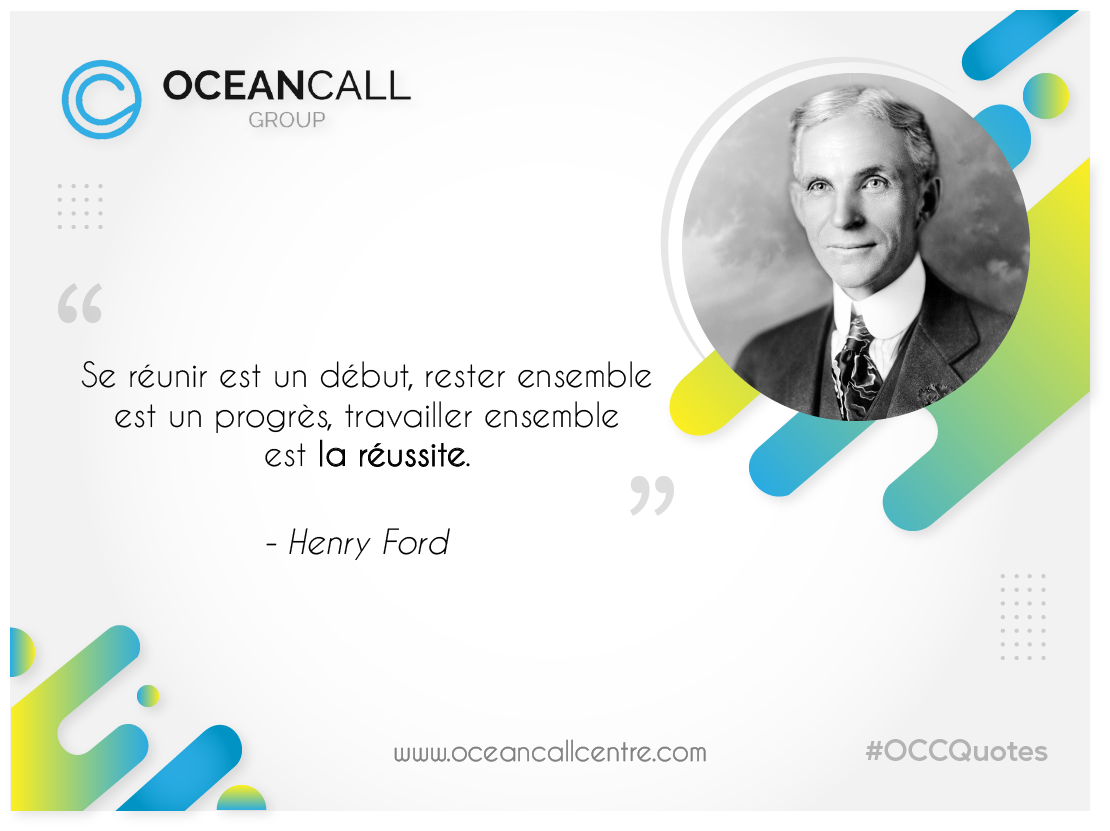 OCEANCALL
GROUP
“
Se réunir est un début, rester ensemble
est un progrès, travailler ensemble
est la réussite.
”
- Henry Ford
www.oceancallcentre.com
#OCCQuotes